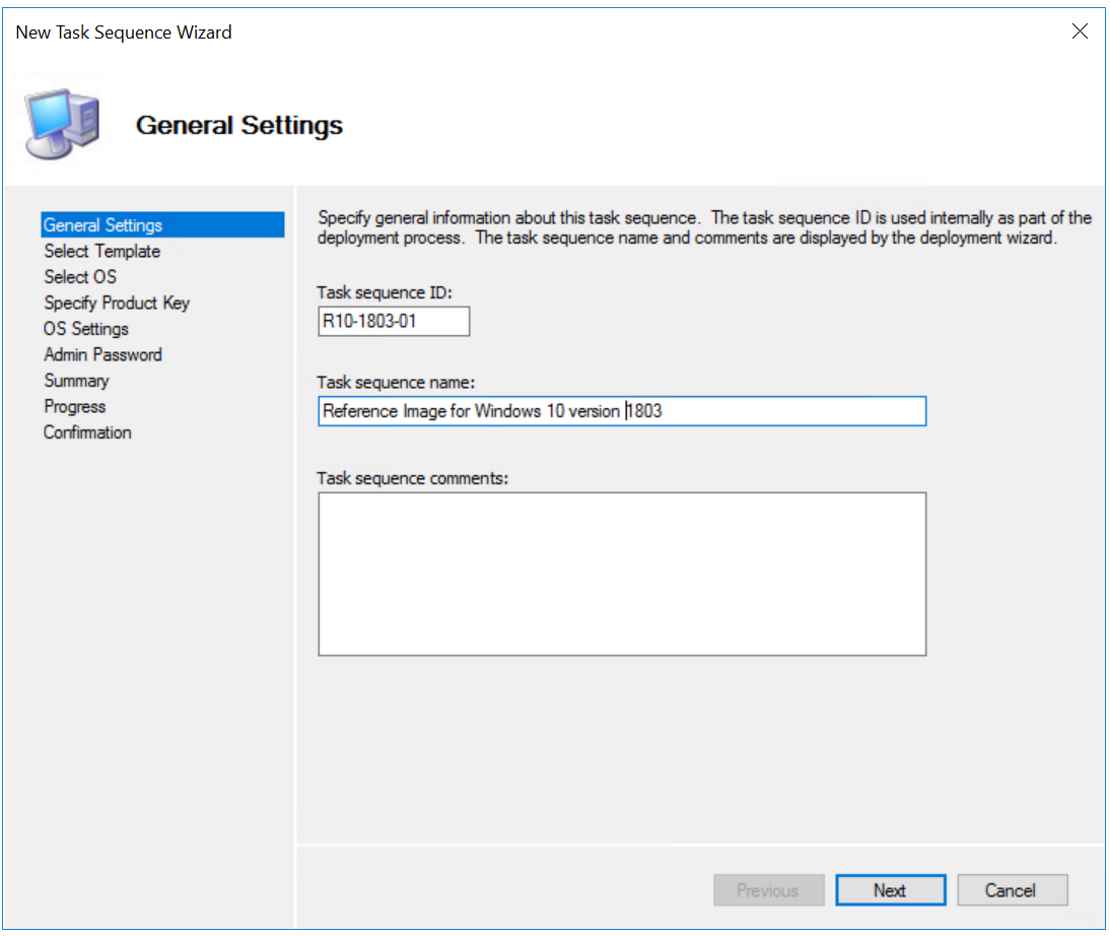 New Task Sequence Wizard
General Settings
General Settings
Select Template
Select OS
Specify Product Key
OS Settings
Admin Password
Summary
Progress
Confirmation
Specify general information about this task sequence.  The task sequence ID is used internally as part of the
deployment process.  The task sequence name and comments are displayed by the deployment wizard.
Task sequence ID:
R10-1803-01
Task sequence name:
Reference Image for Windows 10 version 1803
Task sequence comments:
Previous
Next
Cancel